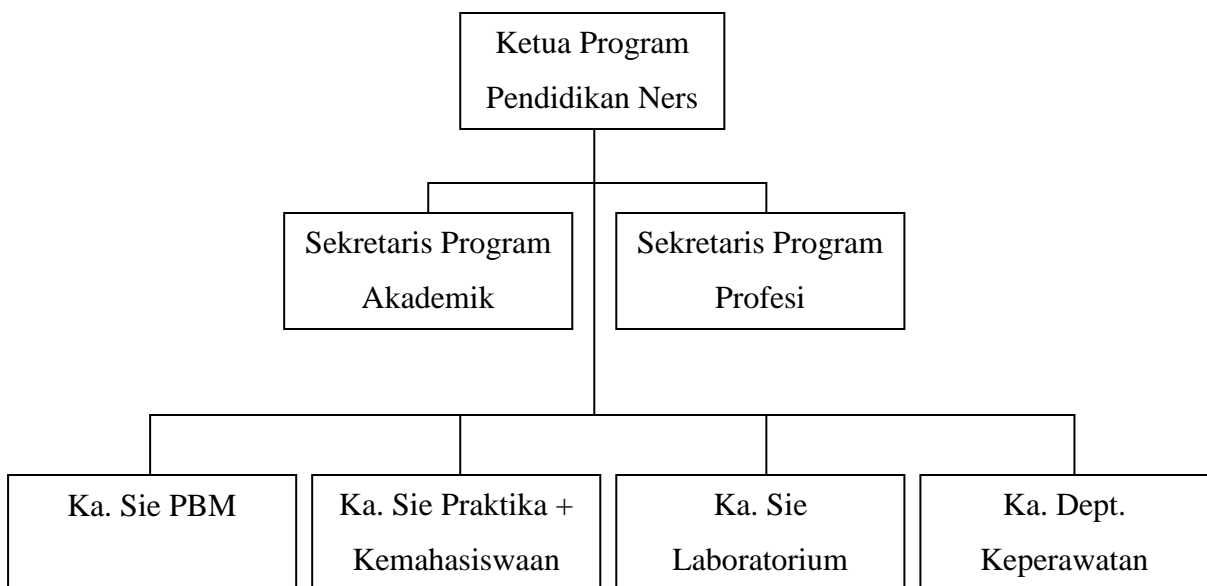 Ketua Program
Pendidikan Ners
Sekretaris Program
Akademik
Sekretaris Program
Profesi
Ka. Sie PBM
Ka. Sie Praktika +
Kemahasiswaan
Ka. Sie
Laboratorium
Ka. Dept.
Keperawatan